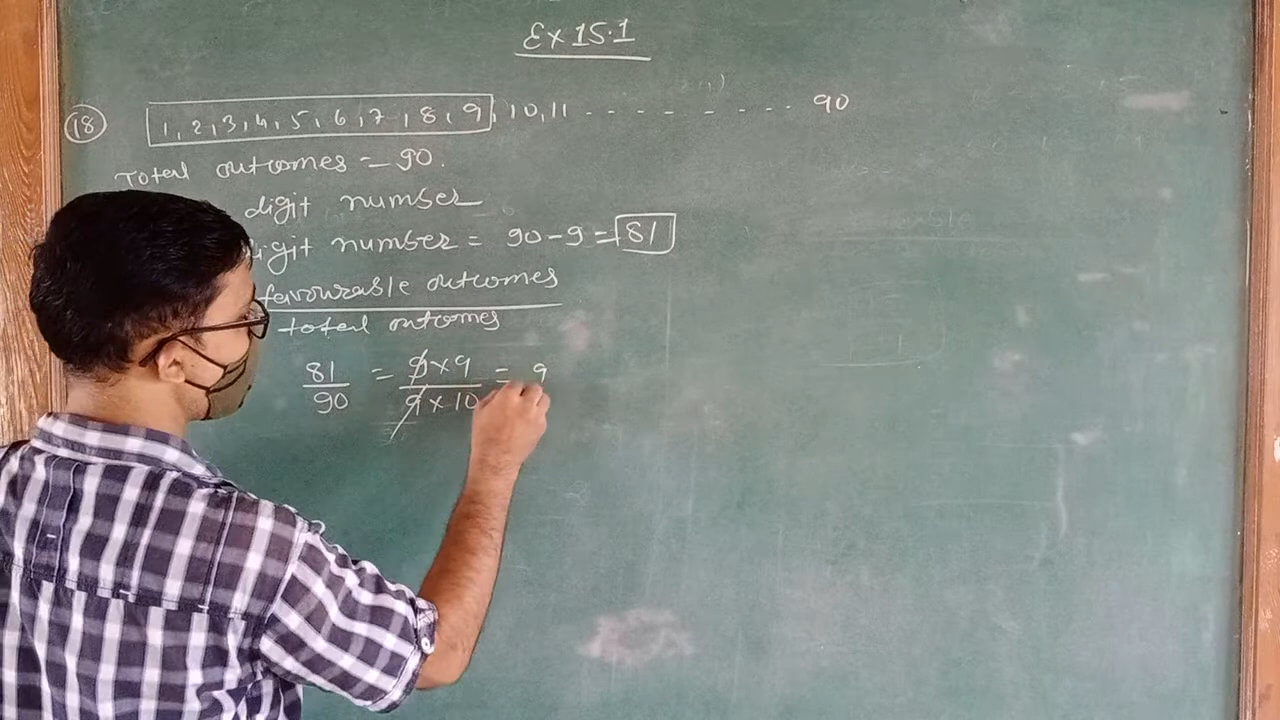 Ex 15.1
18 1, 2, 3, 4, 5, 6, 7, 8, 9, 10, 11 - - - - - - - - - 90
Total outcomes = 90.
digit number
digit number = 90 - 9 = 81
favourable outcomes
total outcomes
81/90 = 9 × 9/9 × 10 = 9